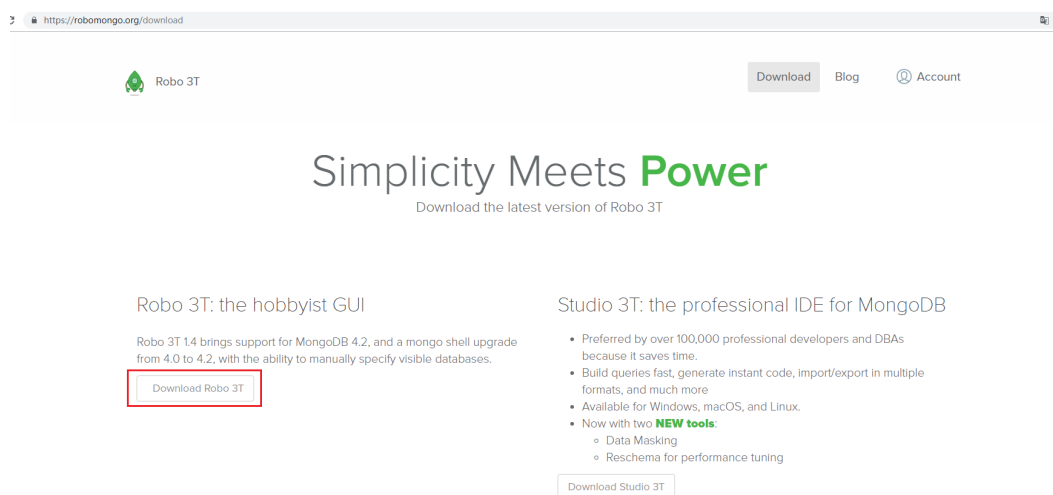 https://robomongo.org/download
Robo 3T
Download Blog Account
Simplicity Meets Power
Download the latest version of Robo 3T
Robo 3T: the hobbyist GUI
Robo 3T 1.4 brings support for MongoDB 4.2, and a mongo shell upgrade
from 4.0 to 4.2, with the ability to manually specify visible databases.
Download Robo 3T
Studio 3T: the professional IDE for MongoDB
• Preferred by over 100,000 professional developers and DBAs
because it saves time.
• Build queries fast, generate instant code, import/export in multiple
formats, and much more
• Available for Windows, macOS, and Linux.
• Now with two NEW tools:
◦ Data Masking
◦ Reschema for performance tuning
Download Studio 3T